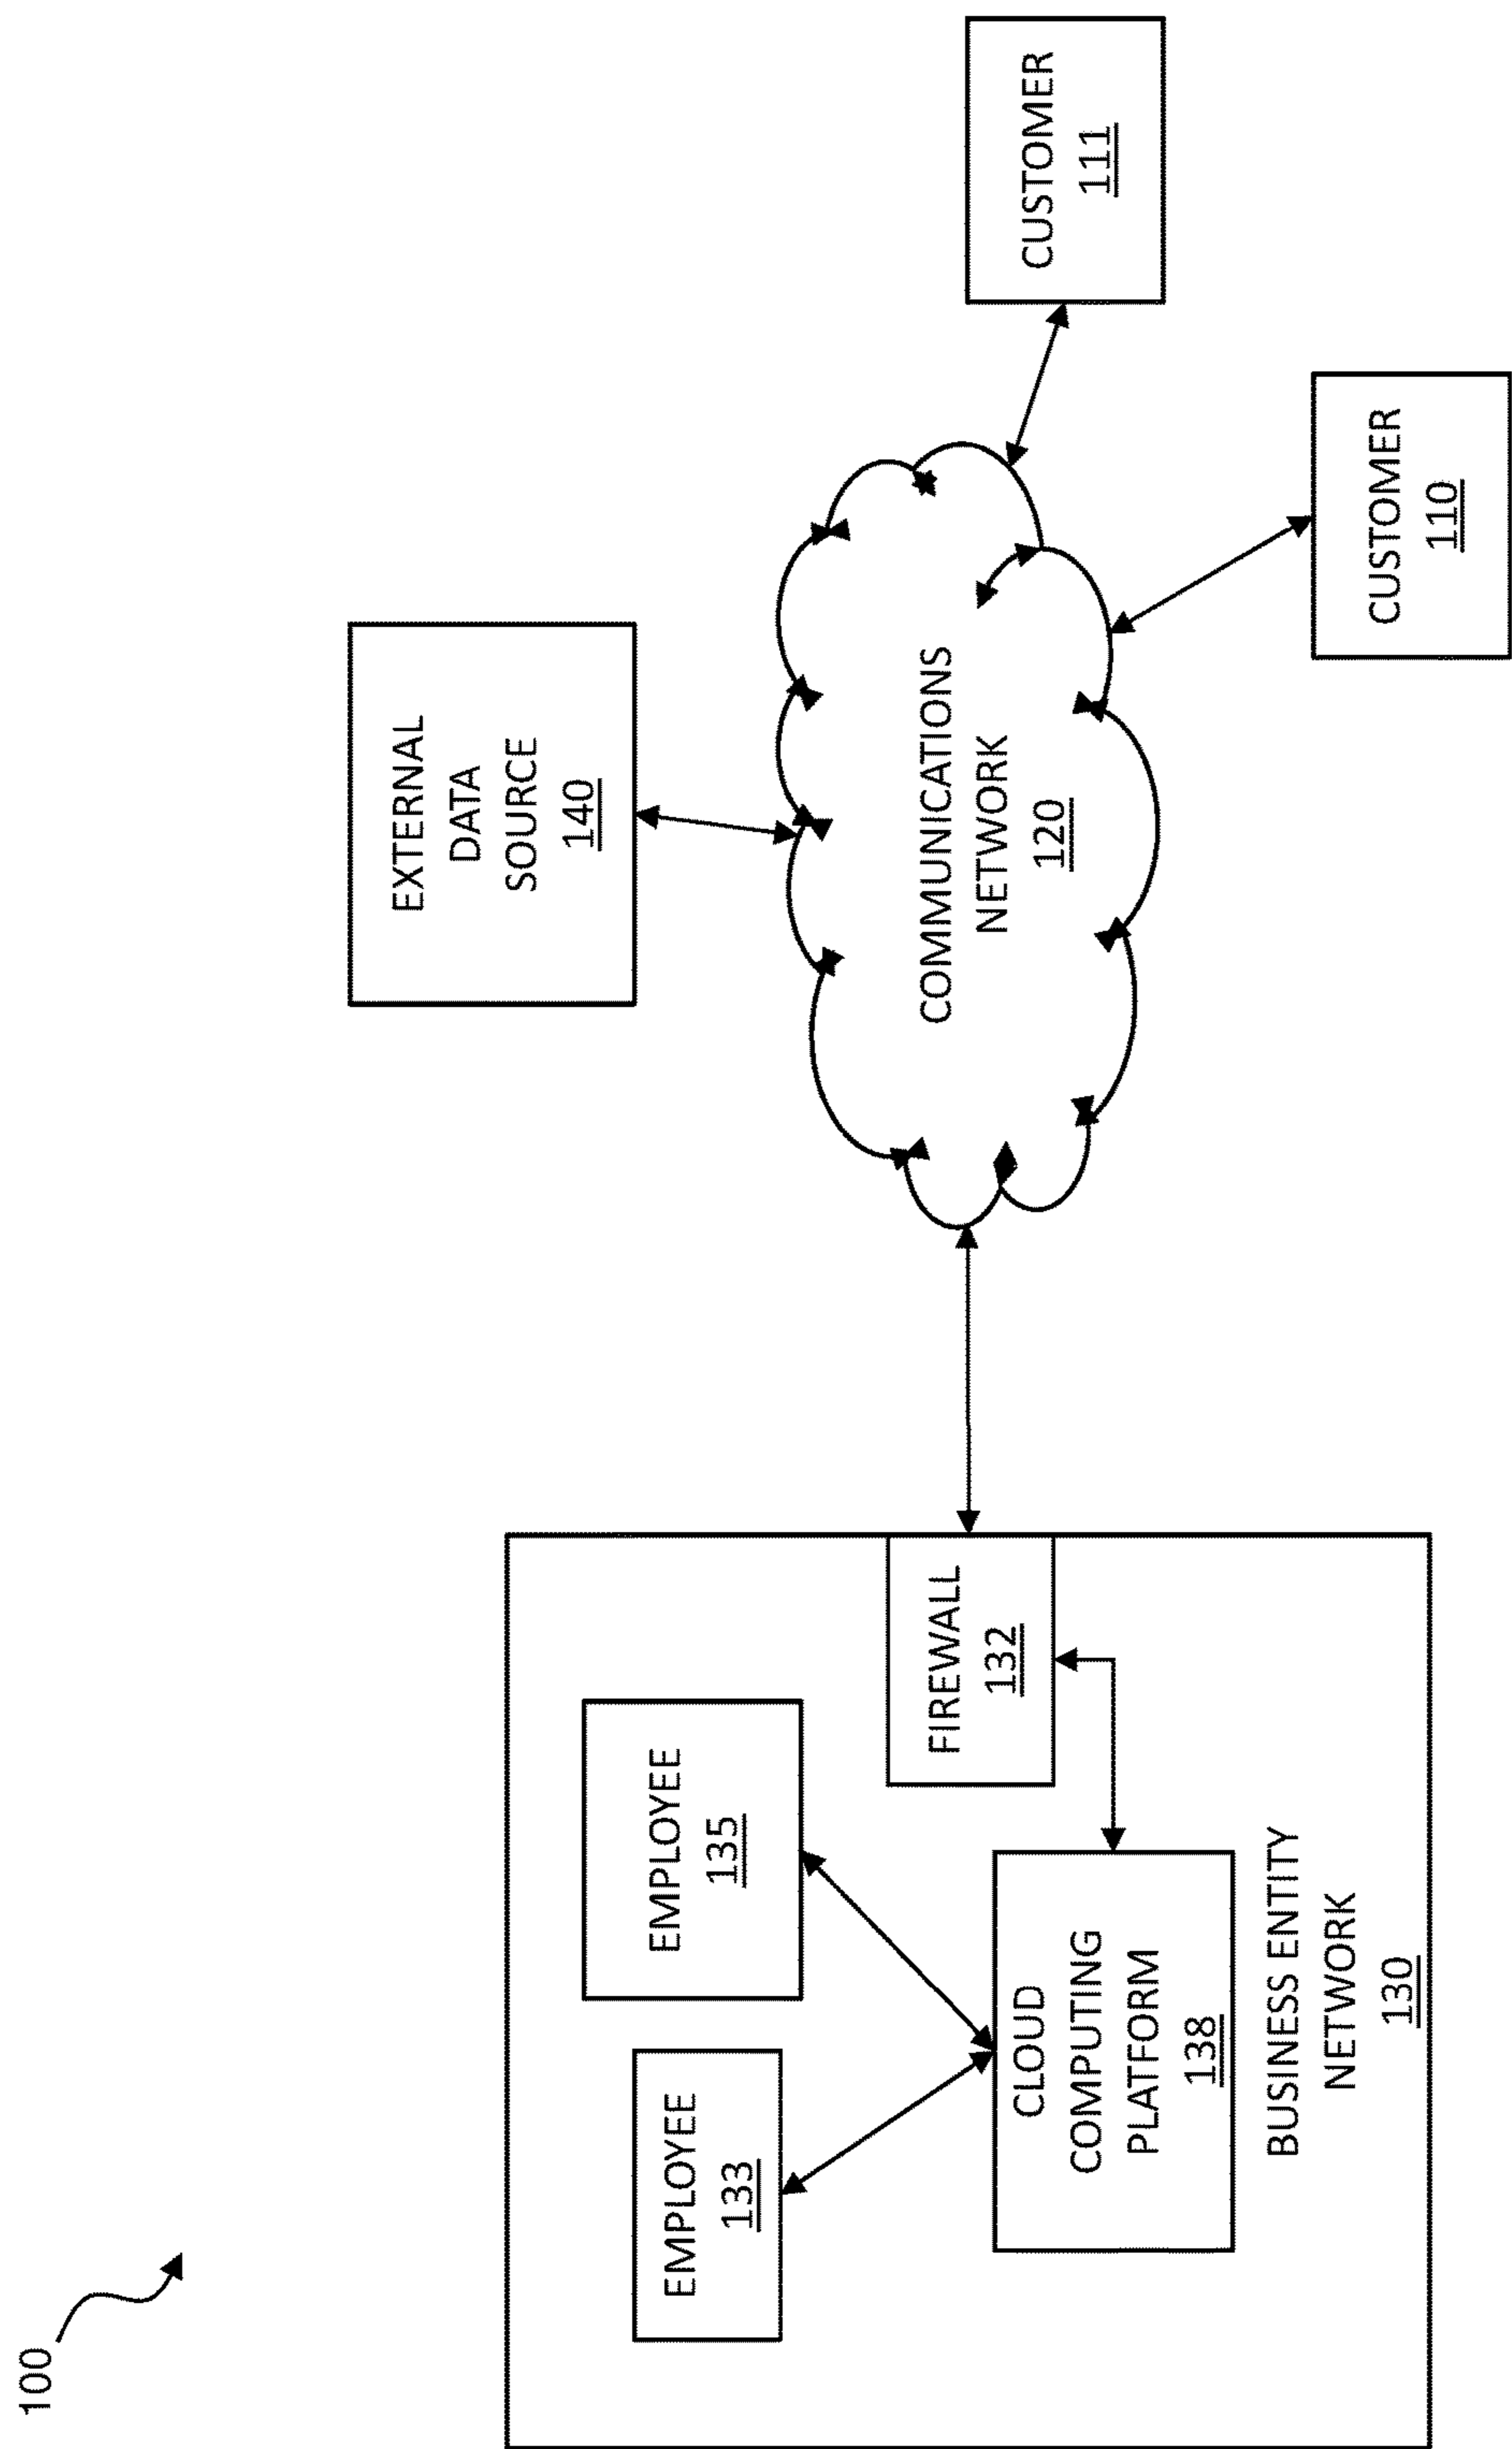 100
EMPLOYEE
133
EMPLOYEE
135
CLOUD
COMPUTING
PLATFORM
138
FIREWALL
132
BUSINESS ENTITY
NETWORK
130
EXTERNAL
DATA
SOURCE
140
COMMUNICATIONS
NETWORK
120
CUSTOMER
111
CUSTOMER
110